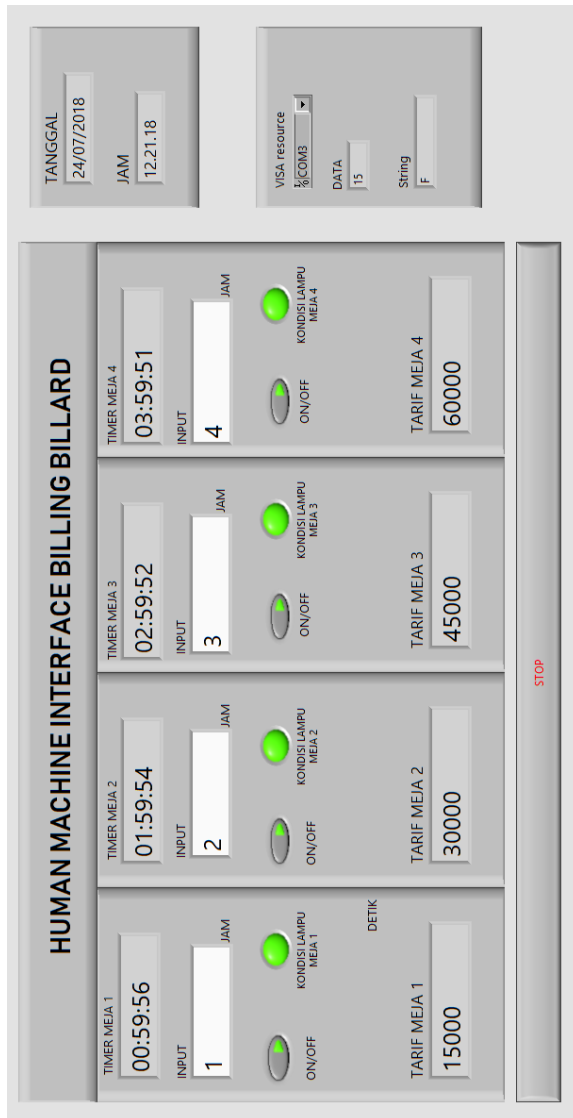 HUMAN MACHINE INTERFACE BILLING BILLARD
TIMER MEJA 1
00:59:56
INPUT
1
JAM
ON/OFF
KONDISI LAMPU
MEJA 1
DETIK
TARIF MEJA 1
15000
TIMER MEJA 2
01:59:54
INPUT
2
JAM
ON/OFF
KONDISI LAMPU
MEJA 2
TARIF MEJA 2
30000
TIMER MEJA 3
02:59:52
INPUT
3
JAM
ON/OFF
KONDISI LAMPU
MEJA 3
TARIF MEJA 3
45000
TIMER MEJA 4
03:59:51
INPUT
4
JAM
ON/OFF
KONDISI LAMPU
MEJA 4
TARIF MEJA 4
60000
STOP
TANGGAL
24/07/2018
JAM
12.21.18
VISA resource
COM3
DATA
15
String
F